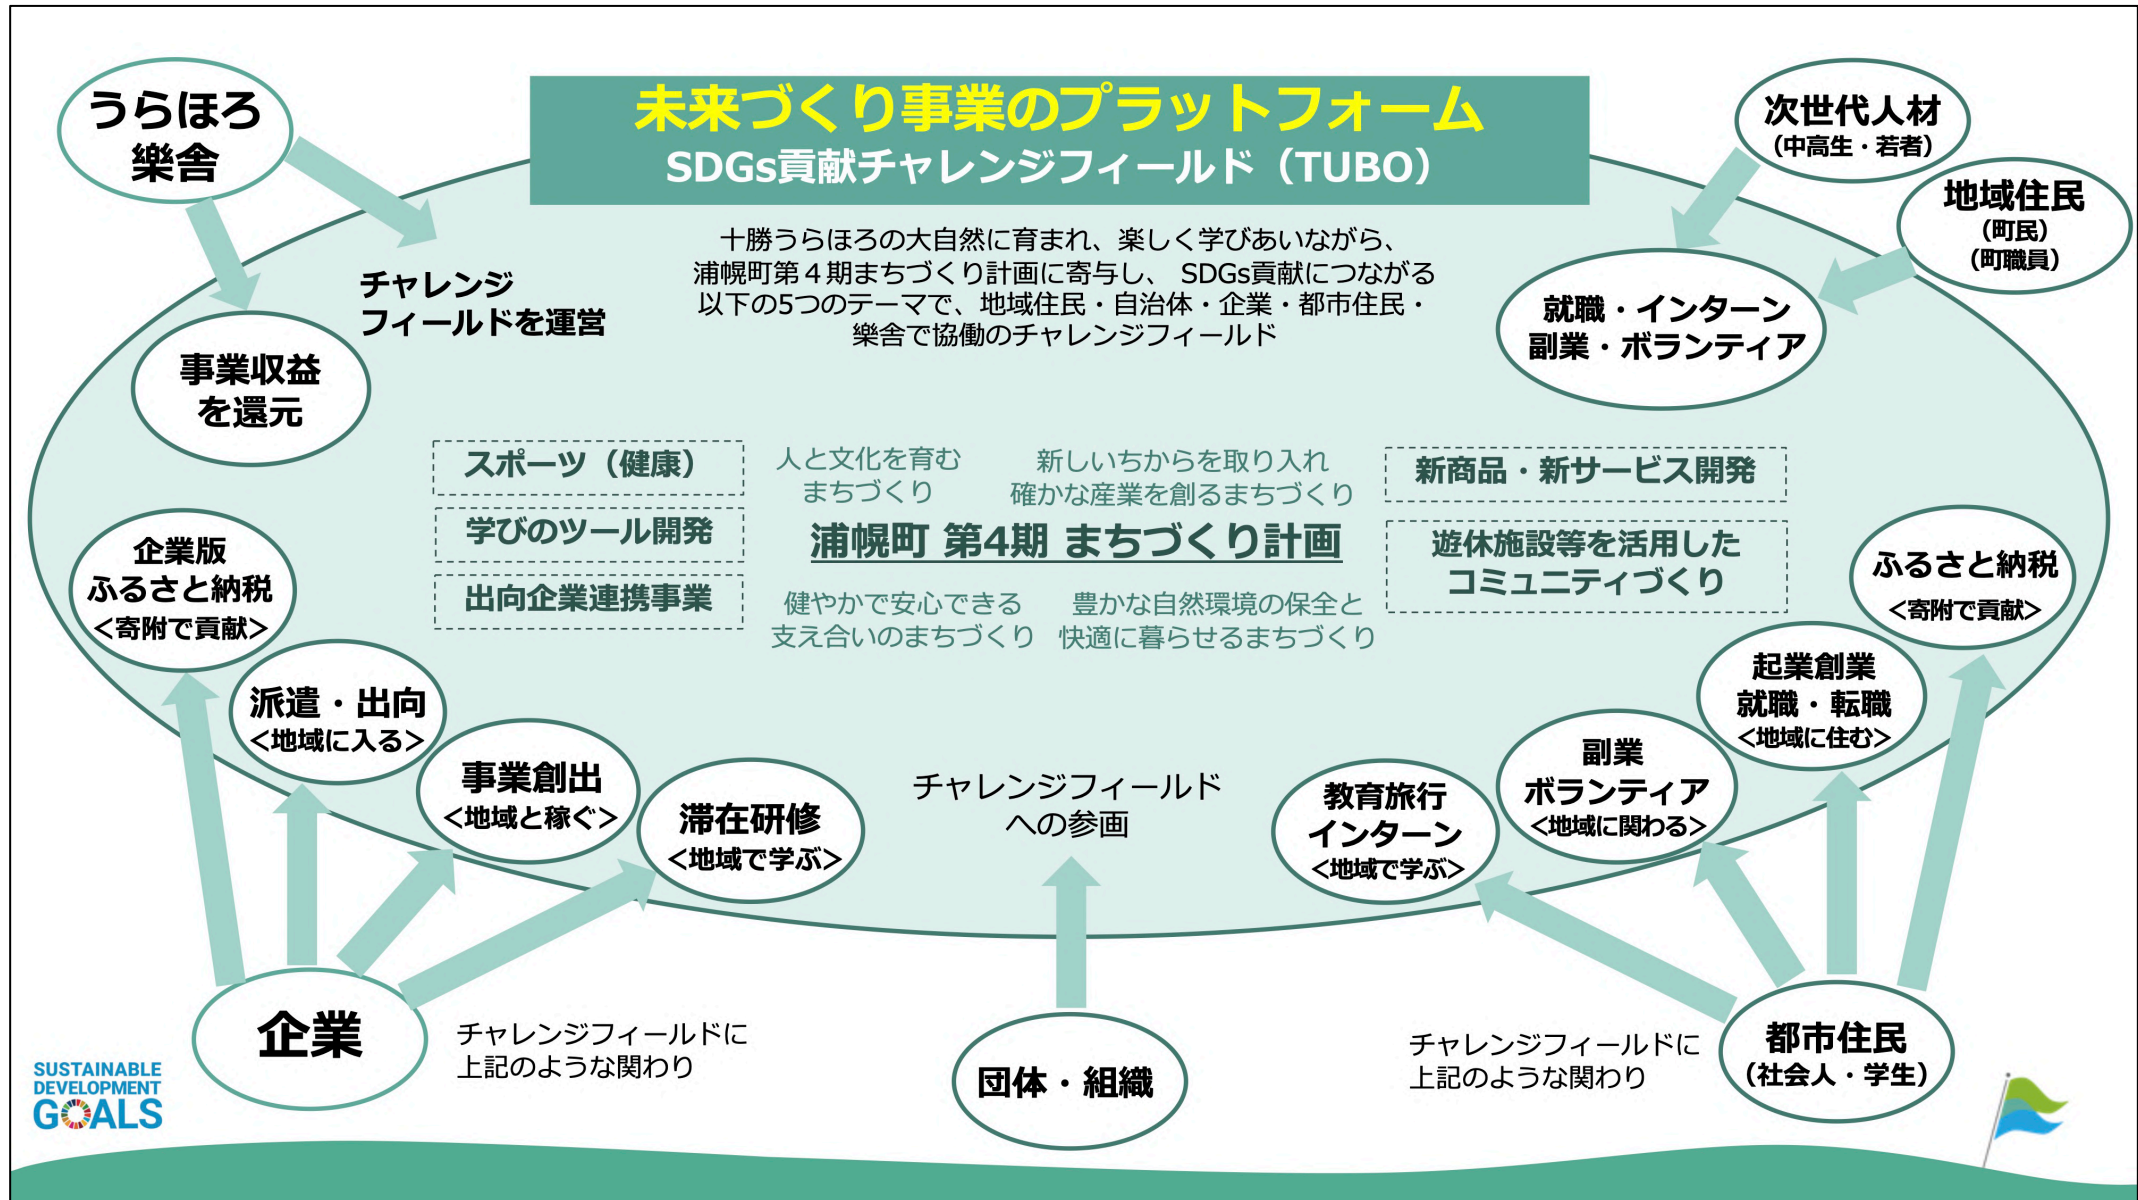 未来づくり事業のプラットフォーム
SDGs貢献チャレンジフィールド（TUBO）
うらほろ
樂舎
次世代人材
（中高生・若者）
地域住民
（町民）
（町職員）
十勝うらほろの大自然に育まれ、楽しく学びあいながら、
浦幌町第４期まちづくり計画に寄与し、 SDGs貢献につながる
以下の5つのテーマで、地域住民・自治体・企業・都市住民・
樂舎で協働のチャレンジフィールド
チャレンジ
フィールドを運営
事業収益
を還元
就職・インターン
副業・ボランティア
スポーツ（健康）
学びのツール開発
出向企業連携事業
人と文化を育む
まちづくり
新しいちからを取り入れ
確かな産業を創るまちづくり
浦幌町 第4期 まちづくり計画
健やかで安心できる
支え合いのまちづくり
豊かな自然環境の保全と
快適に暮らせるまちづくり
新商品・新サービス開発
遊休施設等を活用した
コミュニティづくり
企業版
ふるさと納税
＜寄附で貢献＞
派遣・出向
＜地域に入る＞
事業創出
＜地域と稼ぐ＞
滞在研修
＜地域で学ぶ＞
チャレンジフィールド
への参画
教育旅行
インターン
＜地域で学ぶ＞
副業
ボランティア
＜地域に関わる＞
起業創業
就職・転職
＜地域に住む＞
ふるさと納税
＜寄附で貢献＞
企業
チャレンジフィールドに
上記のような関わり
団体・組織
チャレンジフィールドに
上記のような関わり
都市住民
（社会人・学生）
SUSTAINABLE
DEVELOPMENT
GOALS